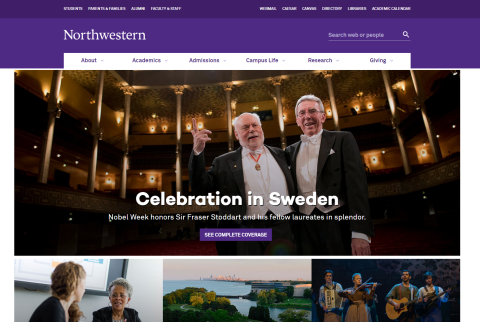 STUDENTS PARENTS & FAMILIES ALUMNI FACULTY & STAFF WEBMAIL CAESAR CANVAS DIRECTORY LIBRARIES ACADEMIC CALENDAR
Northwestern
Search web or people
About Academics Admissions Campus Life Research Giving
Celebration in Sweden
Nobel Week honors Sir Fraser Stoddart and his fellow laureates in splendor.
SEE COMPLETE COVERAGE